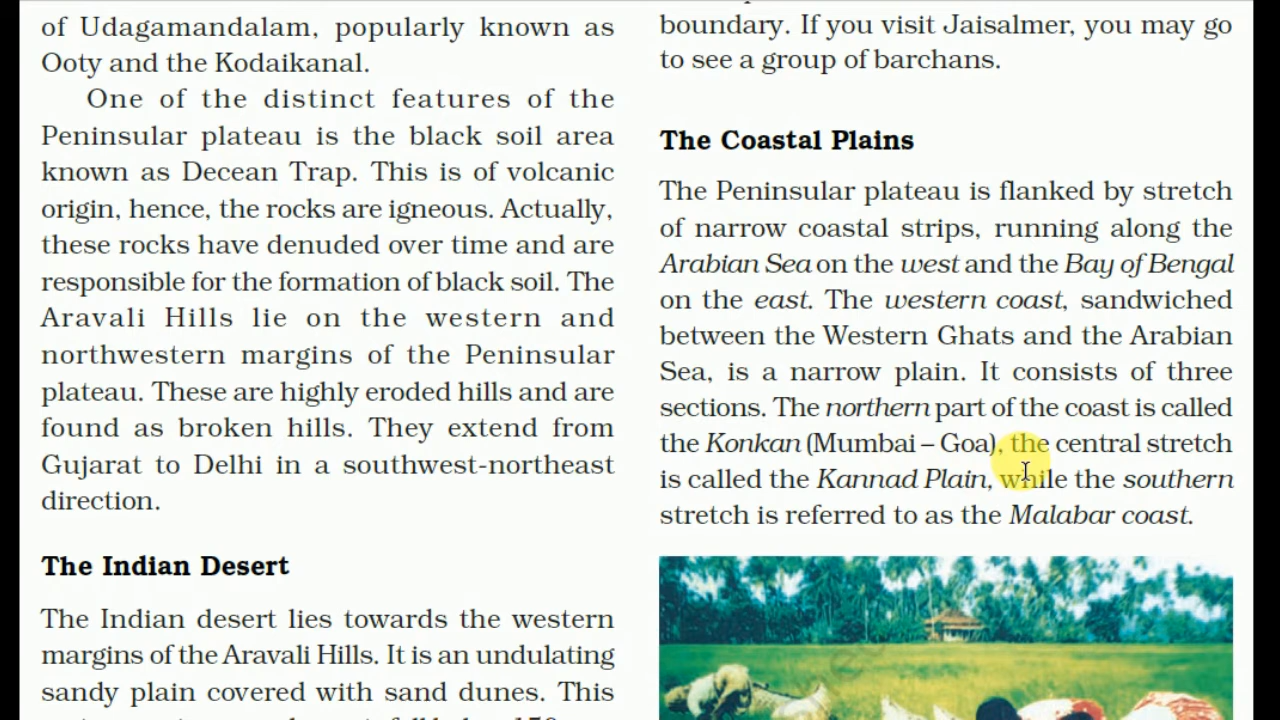 of Udagamandalam, popularly known as
Ooty and the Kodaikanal.
One of the distinct features of the
Peninsular plateau is the black soil area
known as Decean Trap. This is of volcanic
origin, hence, the rocks are igneous. Actually,
these rocks have denuded over time and are
responsible for the formation of black soil. The
Aravali Hills lie on the western and
northwestern margins of the Peninsular
plateau. These are highly eroded hills and are
found as broken hills. They extend from
Gujarat to Delhi in a southwest-northeast
direction.
The Indian Desert
The Indian desert lies towards the western
margins of the Aravali Hills. It is an undulating
sandy plain covered with sand dunes. This
boundary. If you visit Jaisalmer, you may go
to see a group of barchans.
The Coastal Plains
The Peninsular plateau is flanked by stretch
of narrow coastal strips, running along the
Arabian Sea on the west and the Bay of Bengal
on the east. The western coast, sandwiched
between the Western Ghats and the Arabian
Sea, is a narrow plain. It consists of three
sections. The northern part of the coast is called
the Konkan (Mumbai – Goa), the central stretch
is called the Kannad Plain, while the southern
stretch is referred to as the Malabar coast.